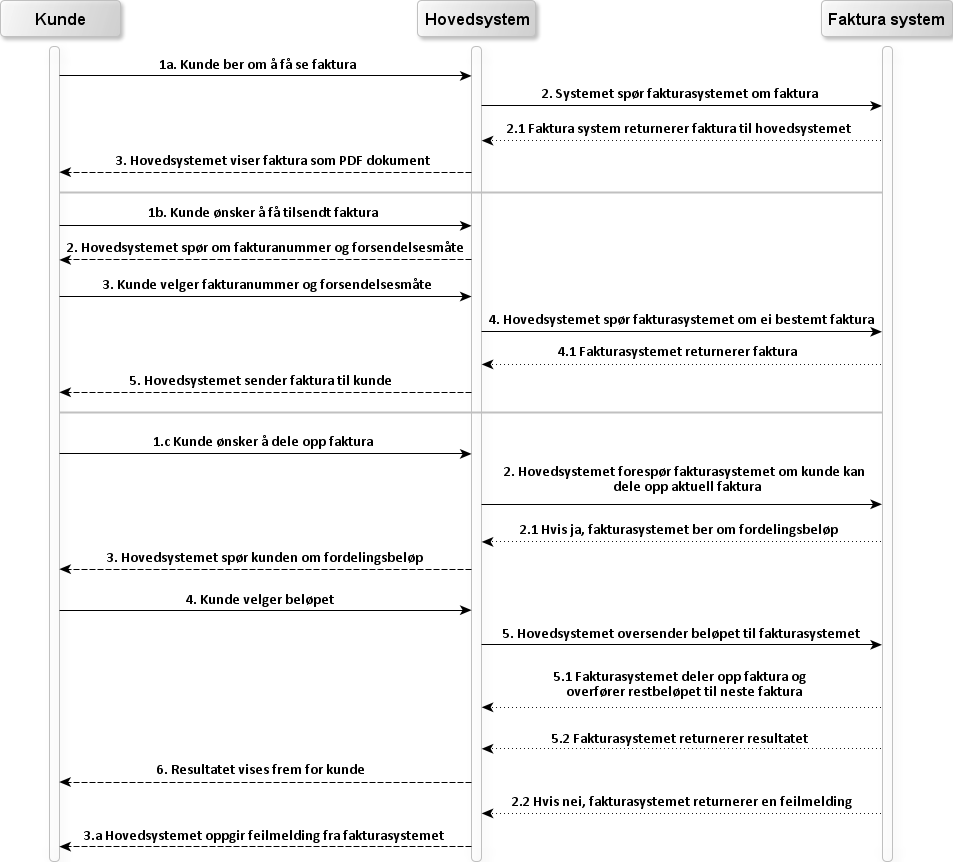 Kunde
Hovedsystem
Faktura system
1a. Kunde ber om å få se faktura
2. Systemet spør fakturasystemet om faktura
2.1 Faktura system returnerer faktura til hovedsystemet
3. Hovedsystemet viser faktura som PDF dokument
1b. Kunde ønsker å få tilsendt faktura
2. Hovedsystemet spør om fakturanummer og forsendelsesmåte
3. Kunde velger fakturanummer og forsendelsesmåte
4. Hovedsystemet spør fakturasystemet om ei bestemt faktura
4.1 Fakturasystemet returnerer faktura
5. Hovedsystemet sender faktura til kunde
1.c Kunde ønsker å dele opp faktura
2. Hovedsystemet forespør fakturasystemet om kunde kan
dele opp aktuell faktura
2.1 Hvis ja, fakturasystemet ber om fordelingsbeløp
3. Hovedsystemet spør kunden om fordelingsbeløp
4. Kunde velger beløpet
5. Hovedsystemet oversender beløpet til fakturasystemet
5.1 Fakturasystemet deler opp faktura og
overfører restbeløpet til neste faktura
5.2 Fakturasystemet returnerer resultatet
6. Resultatet vises frem for kunde
2.2 Hvis nei, fakturasystemet returnerer en feilmelding
3.a Hovedsystemet oppgir feilmelding fra fakturasystemet